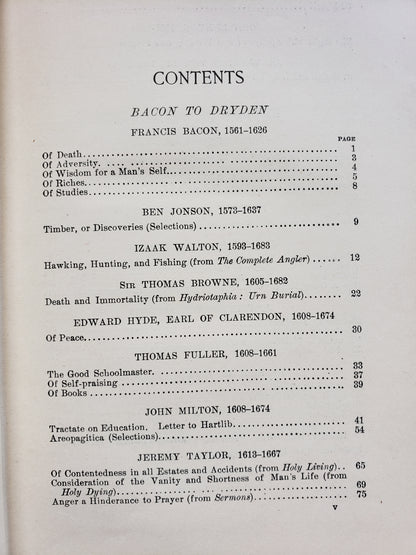 CONTENTS
BACON TO DRYDEN
FRANCIS BACON, 1561-1626
PAGE
Of Death 1
Of Adversity 3
Of Wisdom for a Man's Self 4
Of Riches 5
Of Studies 8
BEN JONSON, 1573-1637
Timber, or Discoveries (Selections) 9
IZAAK WALTON, 1593-1683
Hawking, Hunting, and Fishing (from The Complete Angler) 12
SIR THOMAS BROWNE, 1605-1682
Death and Immortality (from Hydriotaphia: Urn Burial) 22
EDWARD HYDE, EARL OF CLARENDON, 1608-1674
Of Peace 30
THOMAS FULLER, 1608-1661
The Good Schoolmaster 33
Of Self-praising 37
Of Books 39
JOHN MILTON, 1608-1674
Tractate on Education. Letter to Hartlib 41
Areopagitica (Selections) 54
JEREMY TAYLOR, 1613-1667
Of Contentedness in all Estates and Accidents (from Holy Living) 65
Consideration of the Vanity and Shortness of Man's Life (from
Holy Dying) 69
Anger a Hinderance to Prayer (from Sermons) 75
v